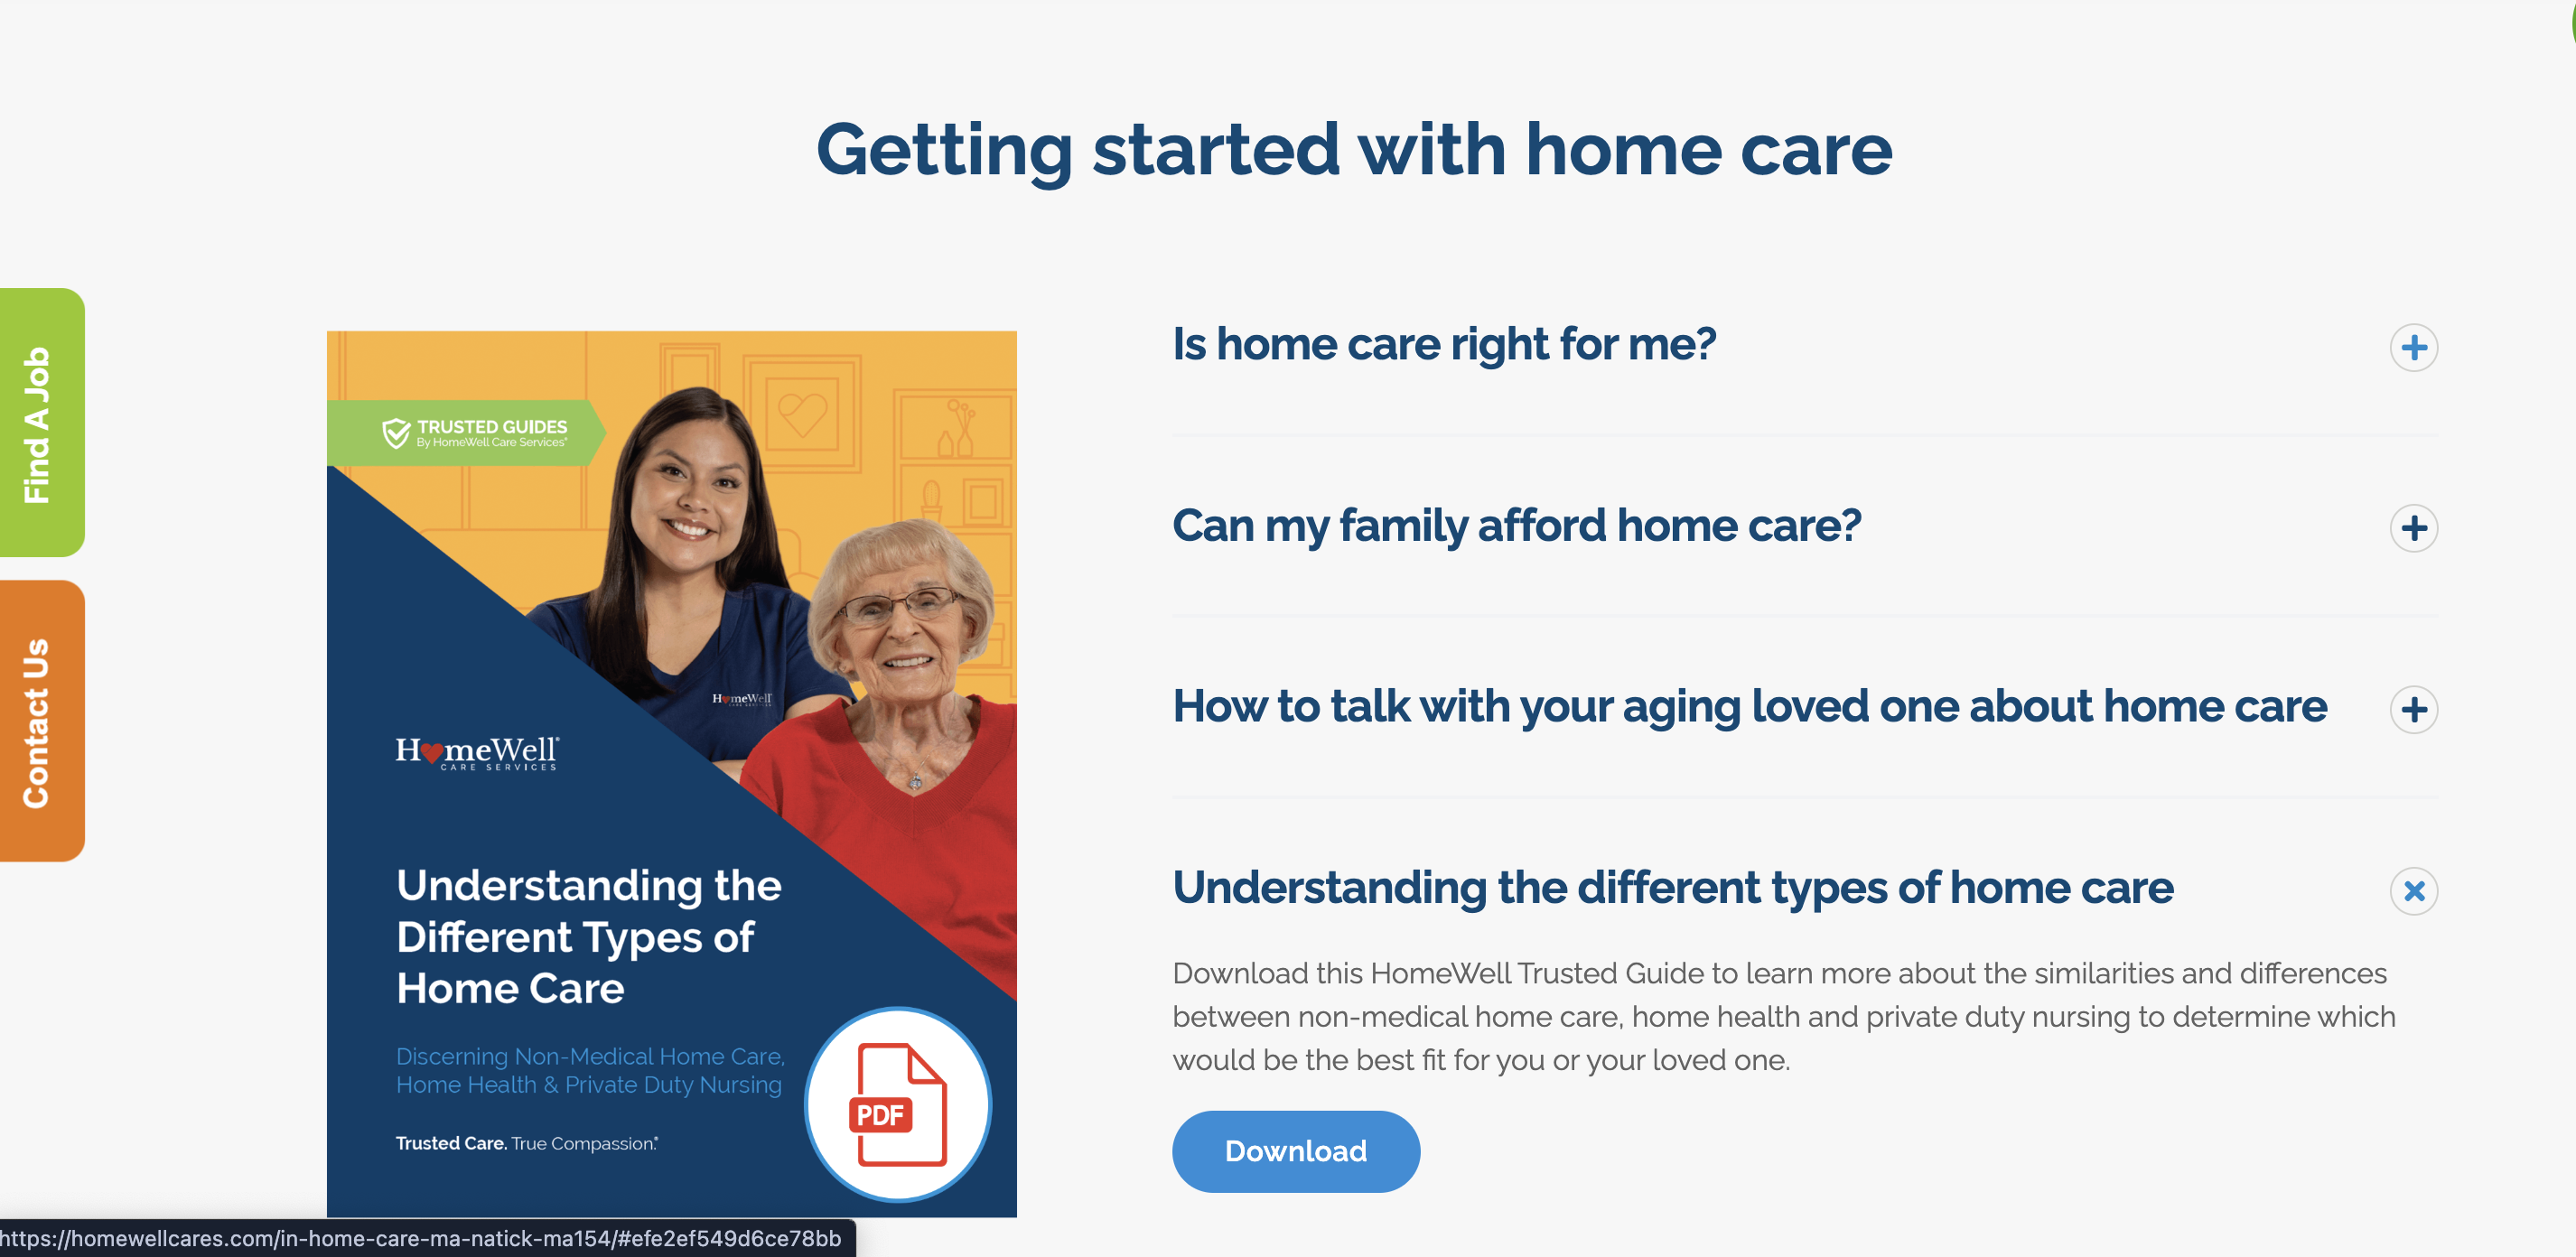 Getting started with home care
Find A Job
Contact Us
TRUSTED GUIDES
By HomeWell Care Services®
HomeWell
CARE SERVICES
HomeWell®
CARE SERVICES
Understanding the
Different Types of
Home Care
Discerning Non-Medical Home Care,
Home Health & Private Duty Nursing
Trusted Care. True Compassion.®
PDF
Is home care right for me?
Can my family afford home care?
How to talk with your aging loved one about home care
Understanding the different types of home care
Download this HomeWell Trusted Guide to learn more about the similarities and differences
between non-medical home care, home health and private duty nursing to determine which
would be the best fit for you or your loved one.
Download
https://homewellcares.com/in-home-care-ma-natick-ma154/#efe2ef549d6ce78bb